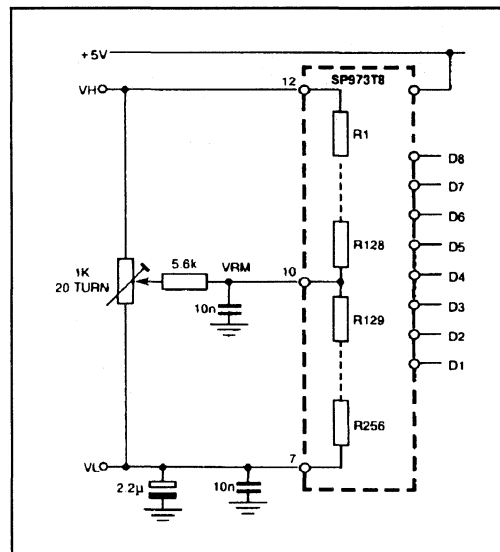 +5V
SP973T8
VH
12
R1
D8
D7
D6
R128
D5
1K
20 TURN
5.6k
VRM
10
D4
10n
R129
D3
D2
D1
R256
VL
7
2.2µ
10n